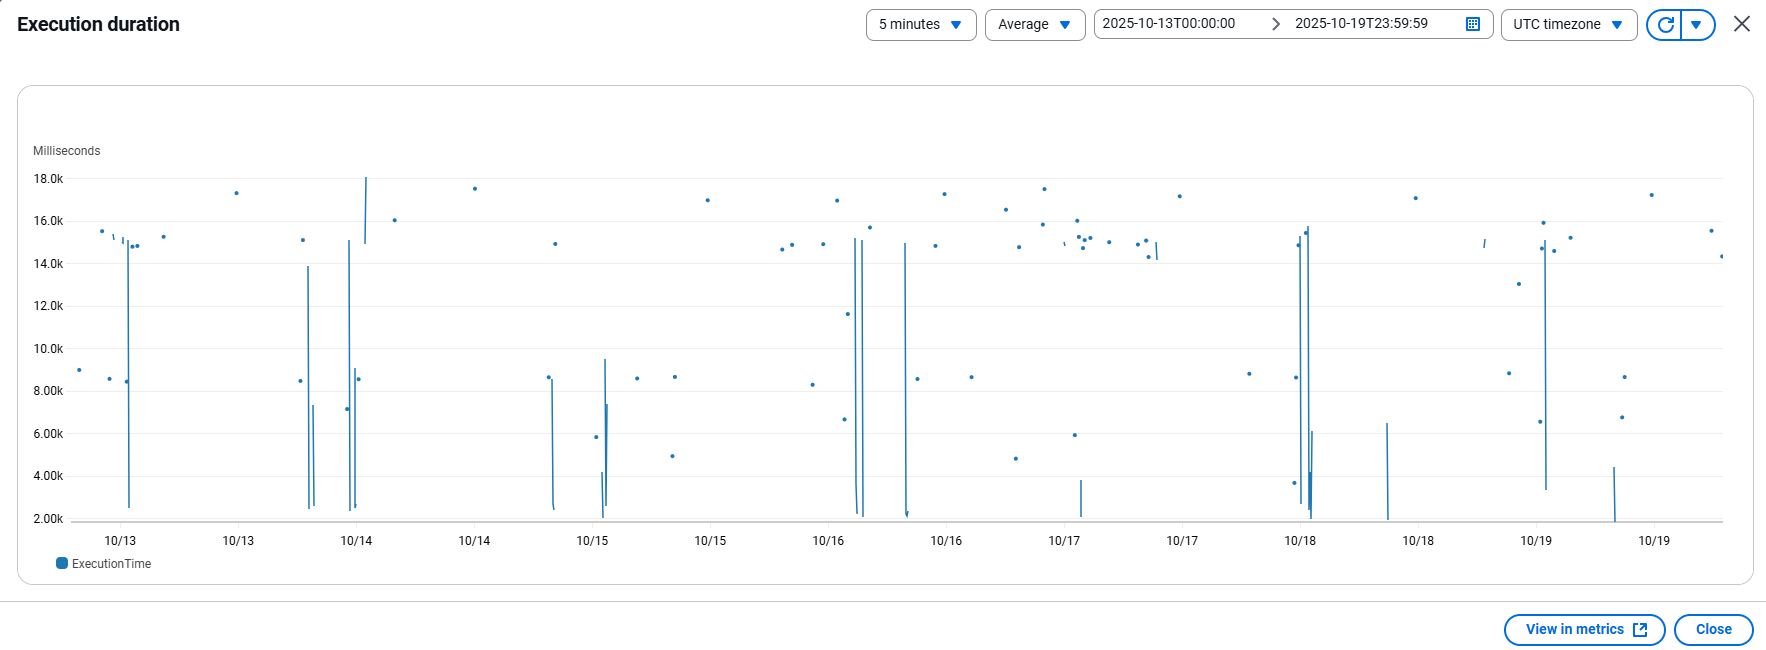 Execution duration
5 minutes
Average
2025-10-13T00:00:00
2025-10-19T23:59:59
UTC timezone
Milliseconds
18.0k
16.0k
14.0k
12.0k
10.0k
8.00k
6.00k
4.00k
2.00k
10/13 10/13 10/14 10/14 10/15 10/15 10/16 10/16 10/17 10/17 10/18 10/18 10/19 10/19
ExecutionTime
View in metrics
Close